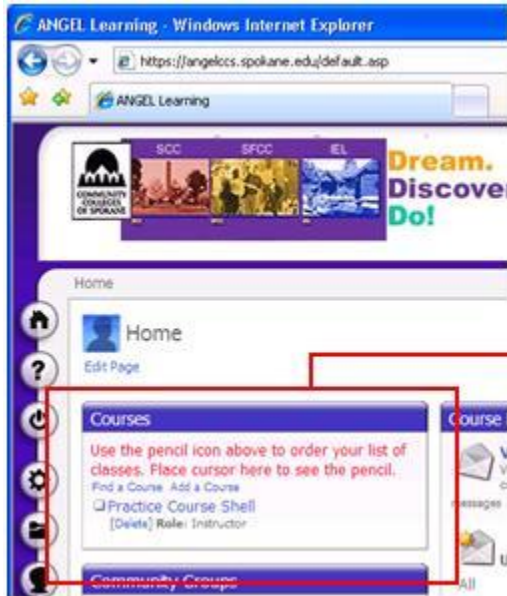 ANGEL Learning - Windows Internet Explorer
https://angelccs.spokane.edu/default.asp
ANGEL Learning
SCC SFCC IEL
COMMUNITY
COLLEGES
OF SPOKANE
Dream.
Discover
Do!
Home
Home
Edit Page
Courses
Course
Use the pencil icon above to order your list of
classes. Place cursor here to see the pencil.
Find a Course Add a Course
Practice Course Shell
[Delete] Role: Instructor
messages
Community Groups
All